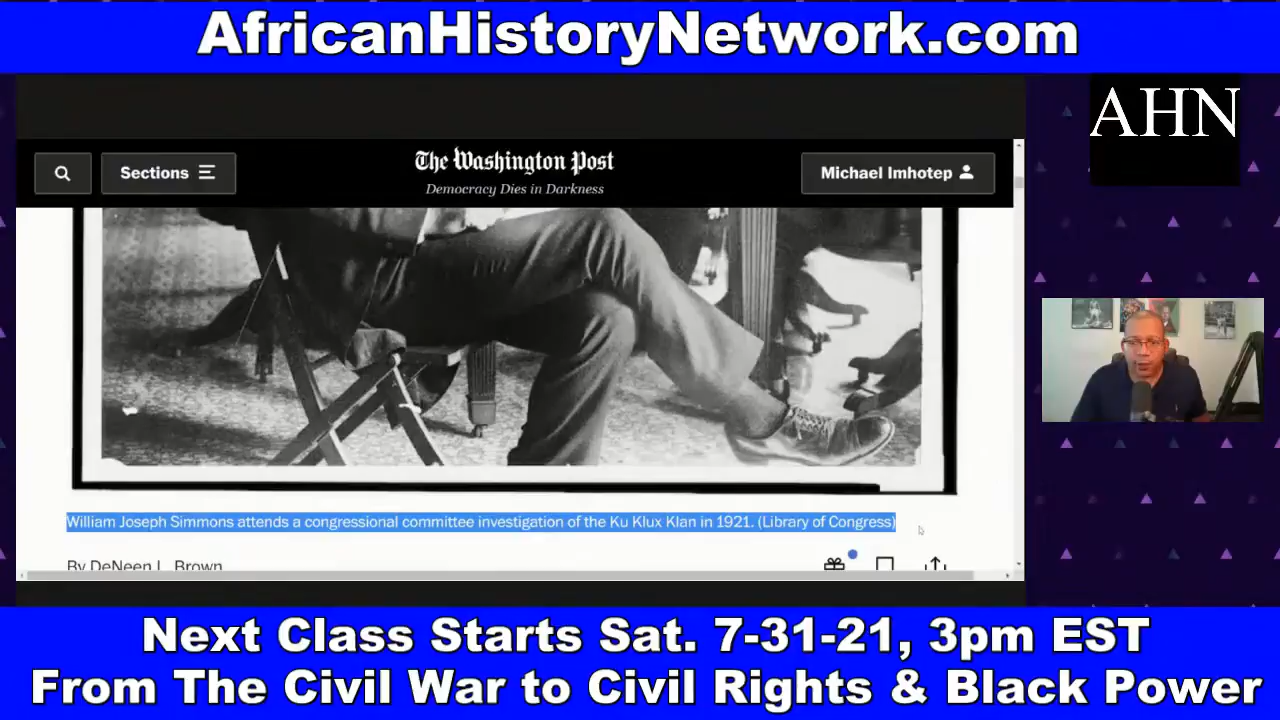 AfricanHistoryNetwork.com
AHN
The Washington Post
Democracy Dies in Darkness
Sections
Michael Imhotep
William Joseph Simmons attends a congressional committee investigation of the Ku Klux Klan in 1921. (Library of Congress)
By DeNeen L. Brown
Next Class Starts Sat. 7-31-21, 3pm EST
From The Civil War to Civil Rights & Black Power